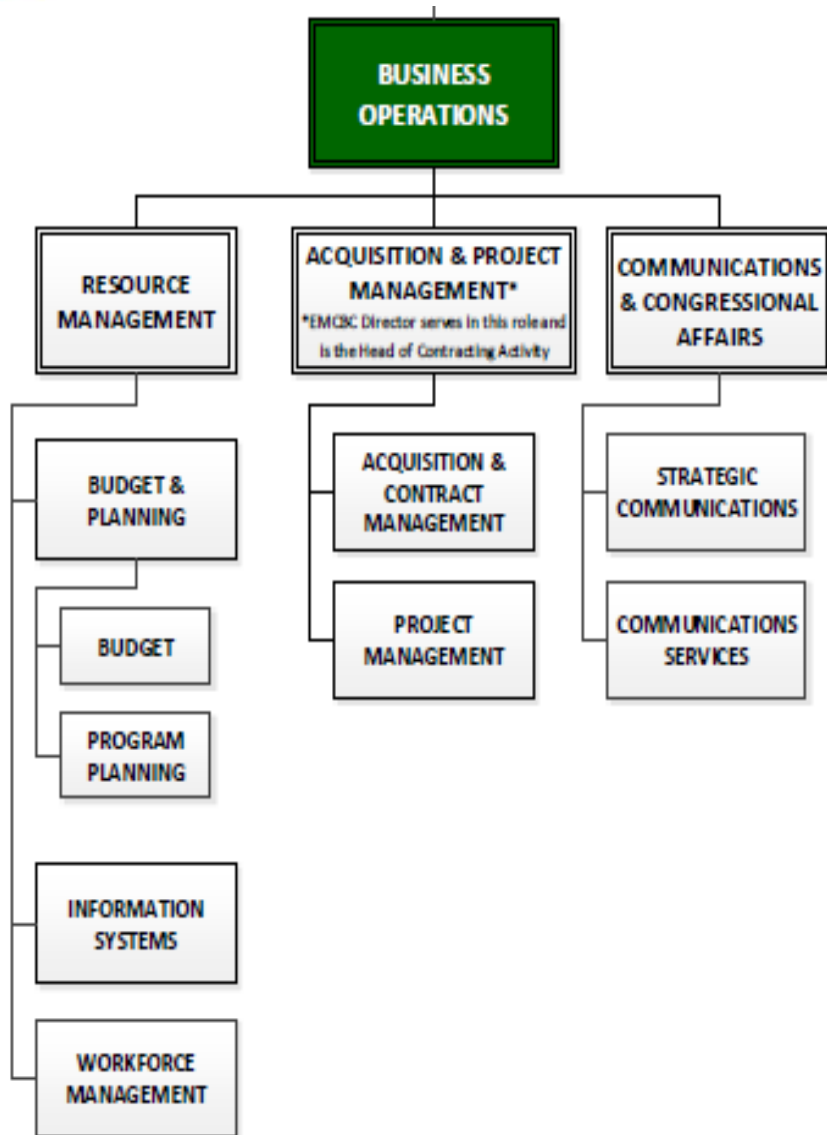 BUSINESS
OPERATIONS
RESOURCE
MANAGEMENT
ACQUISITION & PROJECT
MANAGEMENT*
*EMCBC Director serves in this role and
is the Head of Contracting Activity
COMMUNICATIONS
& CONGRESSIONAL
AFFAIRS
BUDGET &
PLANNING
BUDGET
PROGRAM
PLANNING
INFORMATION
SYSTEMS
WORKFORCE
MANAGEMENT
ACQUISITION &
CONTRACT
MANAGEMENT
PROJECT
MANAGEMENT
STRATEGIC
COMMUNICATIONS
COMMUNICATIONS
SERVICES